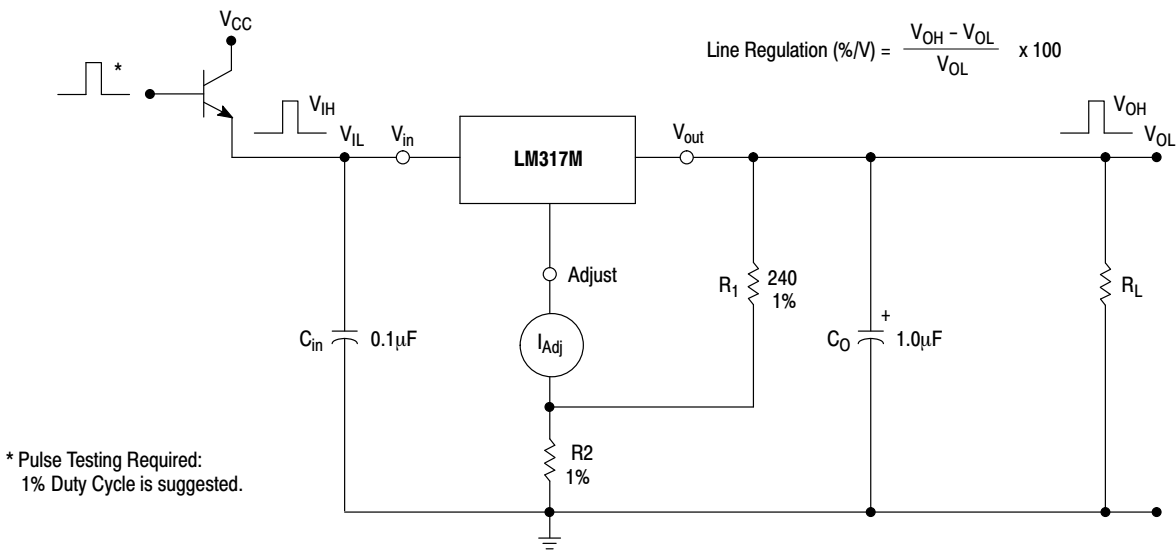 V_CC
Line Regulation (%/V) = V_OH – V_OL / V_OL x 100
*
V_IH
V_IL
V_in
LM317M
V_out
V_OH
V_OL
Adjust
R_1
240
1%
R_L
C_in
0.1μF
I_Adj
+
C_O
1.0μF
R2
1%
* Pulse Testing Required:
1% Duty Cycle is suggested.